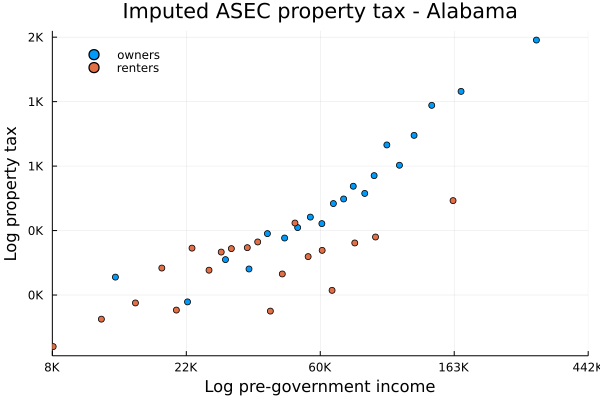 Imputed ASEC property tax - Alabama
owners
renters
Log property tax
2K
1K
1K
0K
0K
8K
22K
60K
163K
442K
Log pre-government income